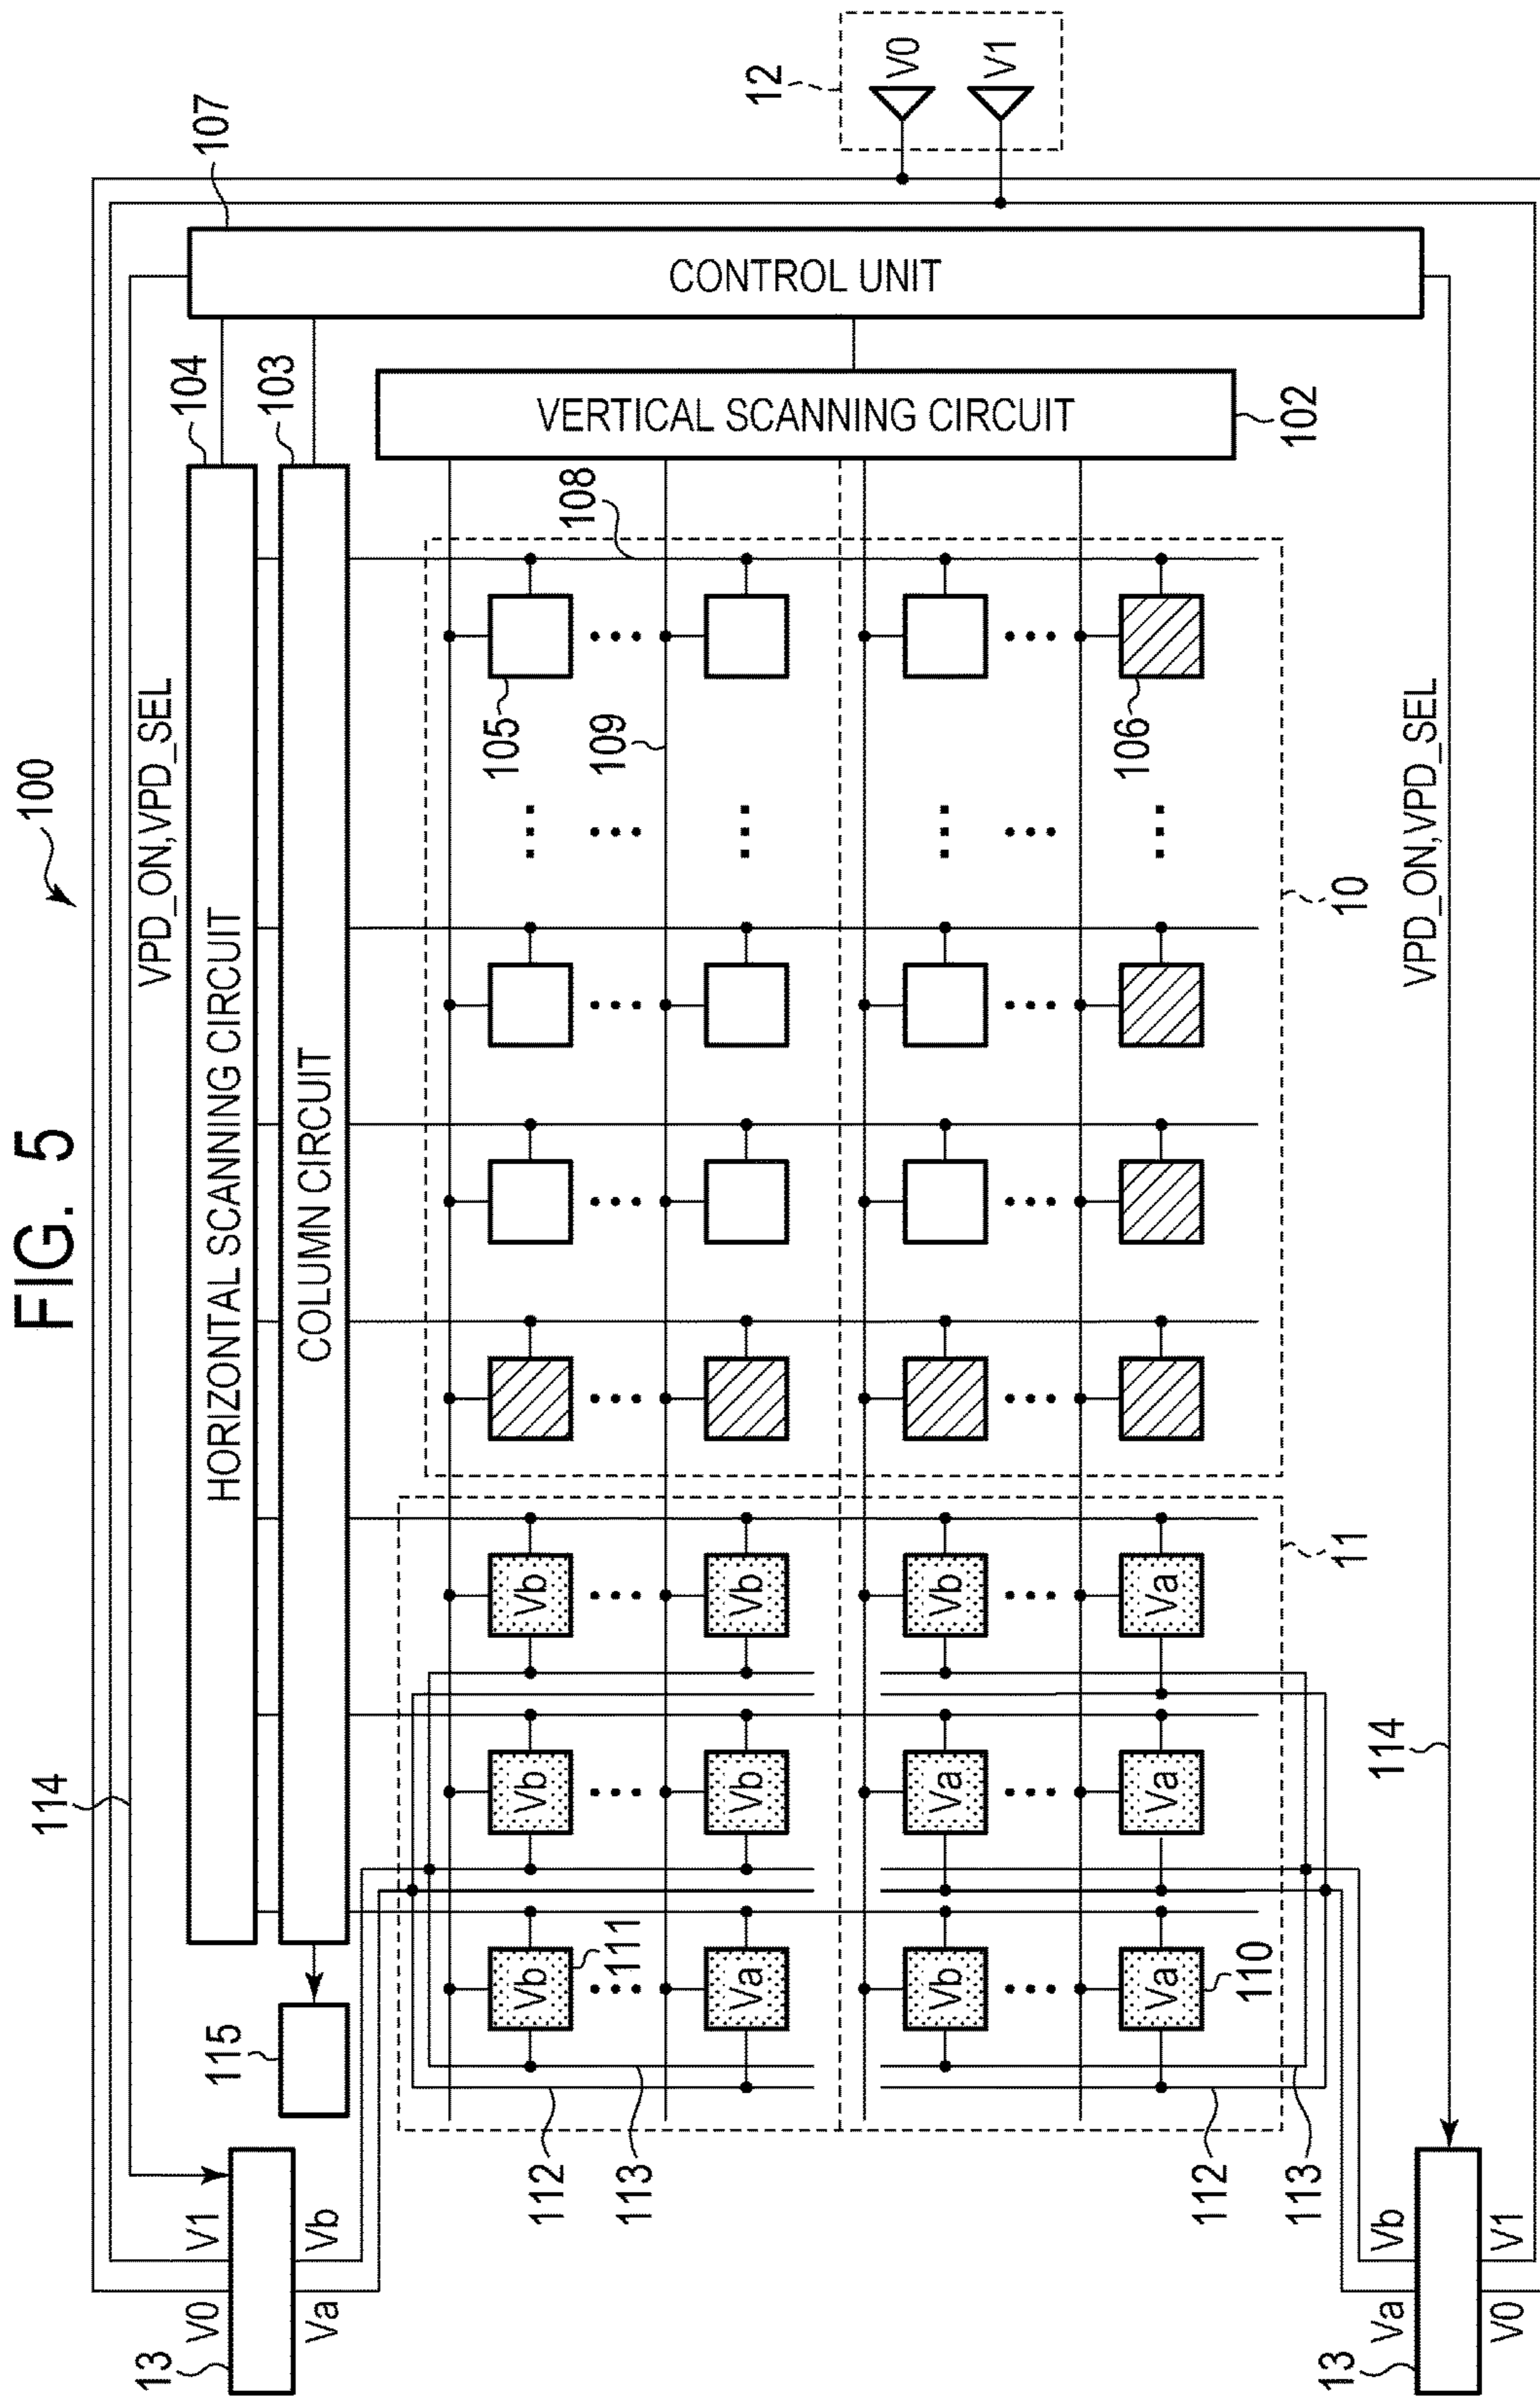 FIG. 5
100
114
VPD_ON,VPD_SEL
107
12
V0
V1
104
HORIZONTAL SCANNING CIRCUIT
103
COLUMN CIRCUIT
115
CONTROL UNIT
VERTICAL SCANNING CIRCUIT
102
13
V0
V1
Va
Vb
111
Vb
Vb
Vb
105
108
112
113
Va
Vb
Vb
109
Vb
Va
Vb
112
113
Va
Va
Va
110
106
11
10
114
VPD_ON,VPD_SEL
13
Va
Vb
V0
V1